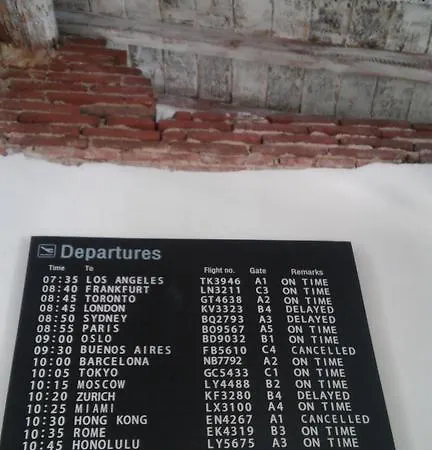 Departures
Time To Flight no. Gate Remarks
07:35 LOS ANGELES TK3946 A1 ON TIME
08:40 FRANKFURT LN3211 C3 ON TIME
08:45 TORONTO GT4638 A2 ON TIME
08:45 LONDON KV3323 B4 DELAYED
08:50 SYDNEY BQ2793 A3 DELAYED
08:55 PARIS BO9567 A5 ON TIME
09:00 OSLO BD9032 B1 ON TIME
09:30 BUENOS AIRES FB5610 C4 CANCELLED
10:00 BARCELONA NB7792 A2 ON TIME
10:05 TOKYO GC5433 C1 ON TIME
10:15 MOSCOW LY4488 B2 ON TIME
10:20 ZURICH KF3280 B4 DELAYED
10:25 MIAMI LX3100 A4 ON TIME
10:30 HONG KONG EN4267 A1 CANCELLED
10:35 ROME EK4319 B3 ON TIME
10:45 HONOLULU LY5675 A3 ON TIME